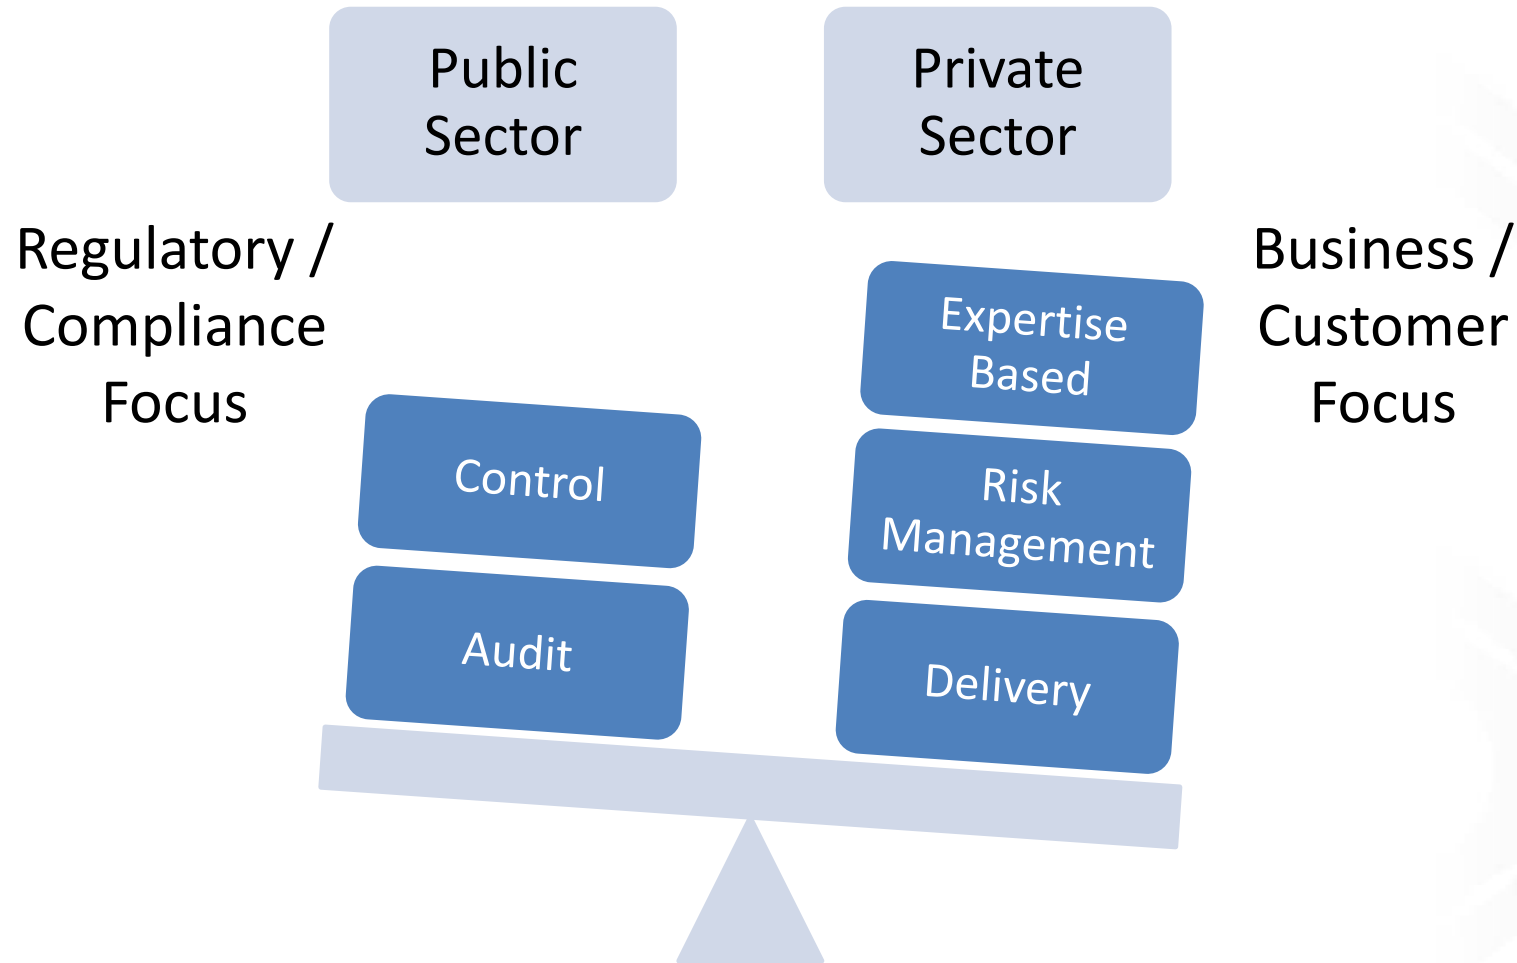 Public
Sector
Private
Sector
Regulatory /
Compliance
Focus
Business /
Customer
Focus
Control
Audit
Expertise
Based
Risk
Management
Delivery